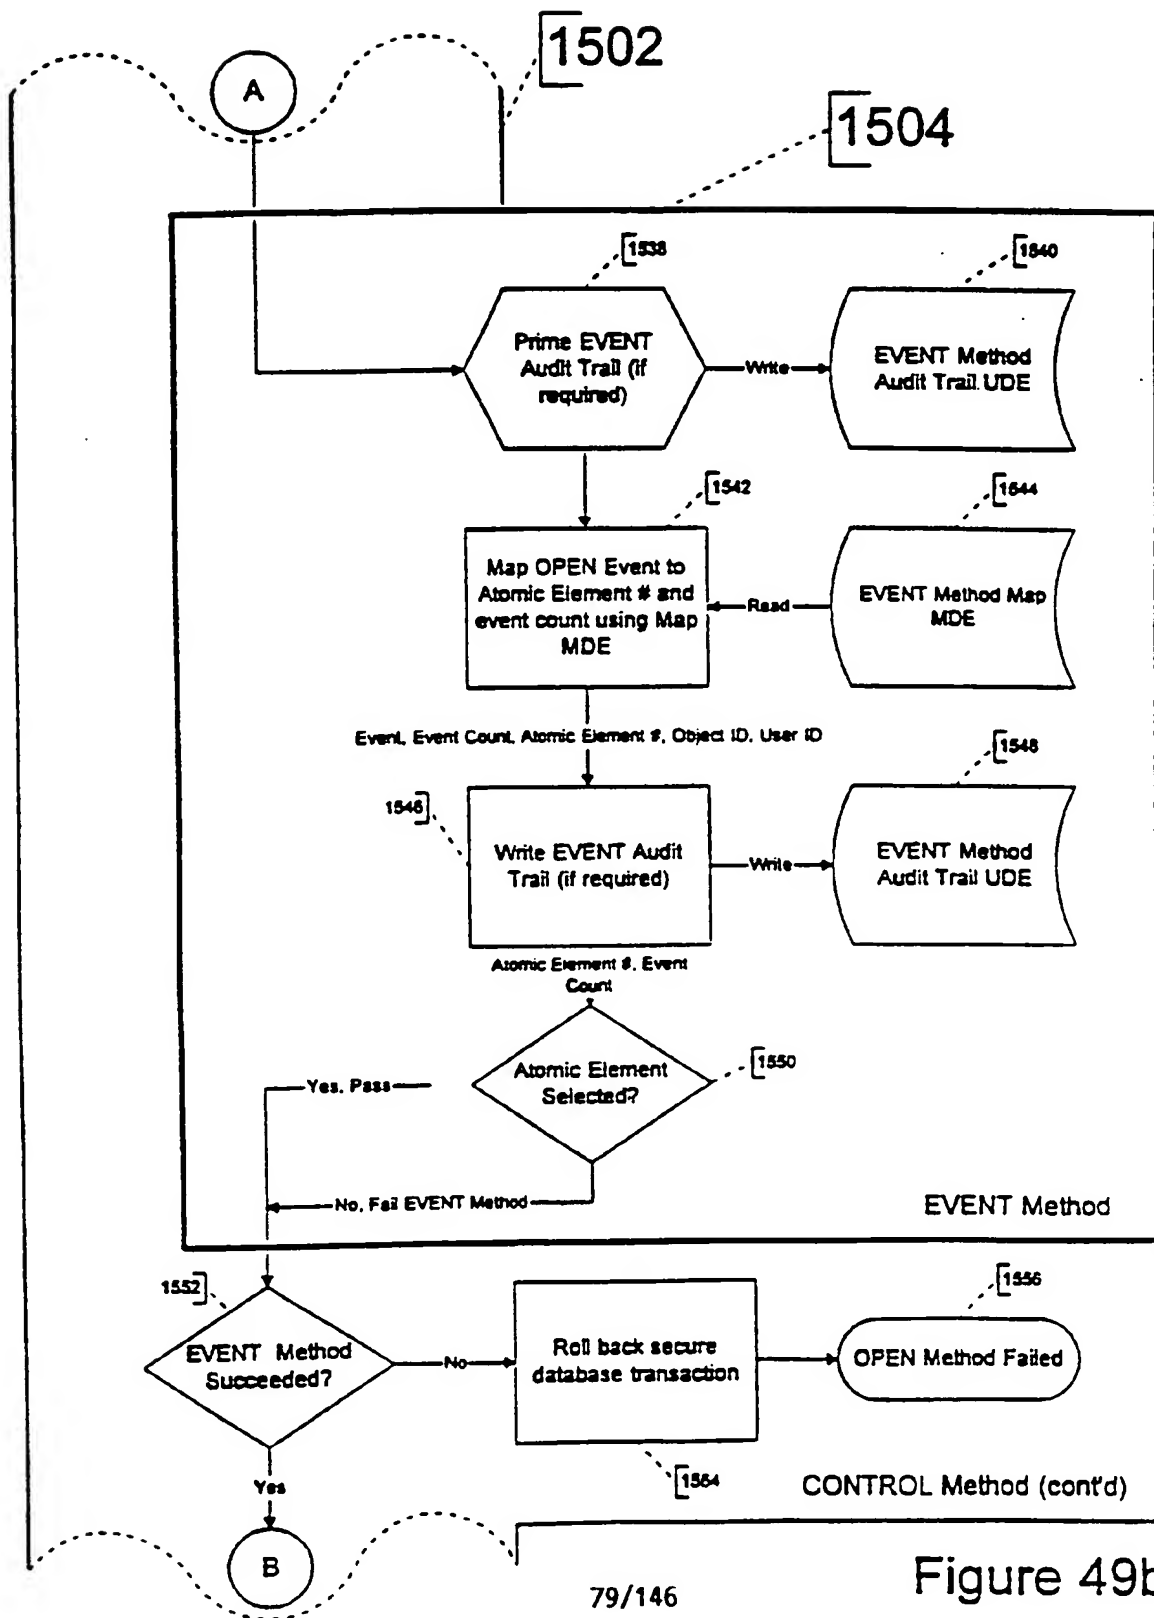 1502
A
1504
1538
1540
Prime EVENT
Audit Trail (if
required)
Write
EVENT Method
Audit Trail UDE
1542
1544
Map OPEN Event to
Atomic Element # and
event count using Map
MDE
Read
EVENT Method Map
MDE
Event, Event Count, Atomic Element #, Object ID, User ID
1546
1548
Write EVENT Audit
Trail (if required)
Write
EVENT Method
Audit Trail UDE
Atomic Element #, Event
Count
Atomic Element
Selected?
1550
Yes, Pass
No, Fail EVENT Method
EVENT Method
1552
1556
EVENT Method
Succeeded?
No
Roll back secure
database transaction
OPEN Method Failed
1554
Yes
CONTROL Method (cont'd)
B
Figure 49b
79/146